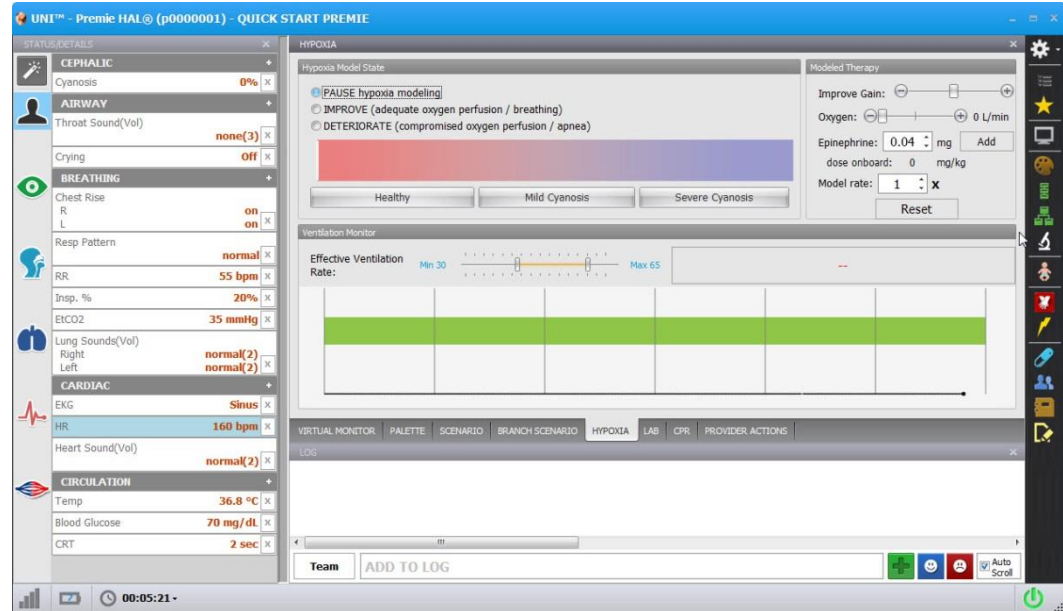 UNI™ - Premie HAL® (p0000001) - QUICK START PREMIE
STATUS/DETAILS
CEPHALIC
Cyanosis 0%
AIRWAY
Throat Sound(Vol)
none(3)
Crying Off
BREATHING
Chest Rise
R on
L on
Resp Pattern
normal
RR 55 bpm
Insp. % 20%
EtCO2 35 mmHg
Lung Sounds(Vol)
Right normal(2)
Left normal(2)
CARDIAC
EKG Sinus
HR 160 bpm
Heart Sound(Vol)
normal(2)
CIRCULATION
Temp 36.8 °C
Blood Glucose 70 mg/dL
CRT 2 sec
HYPOXIA
Hypoxia Model State
PAUSE hypoxia modeling
IMPROVE (adequate oxygen perfusion / breathing)
DETERIORATE (compromised oxygen perfusion / apnea)
Healthy Mild Cyanosis Severe Cyanosis
Modeled Therapy
Improve Gain:
Oxygen: 0 L/min
Epinephrine: 0.04 mg Add
dose onboard: 0 mg/kg
Model rate: 1 x
Reset
Ventilation Monitor
Effective Ventilation
Rate:
Min 30 Max 65 --
VIRTUAL MONITOR PALETTE SCENARIO BRANCH SCENARIO HYPOXIA LAB CPR PROVIDER ACTIONS
LOG
Team ADD TO LOG Auto
Scroll
00:05:21